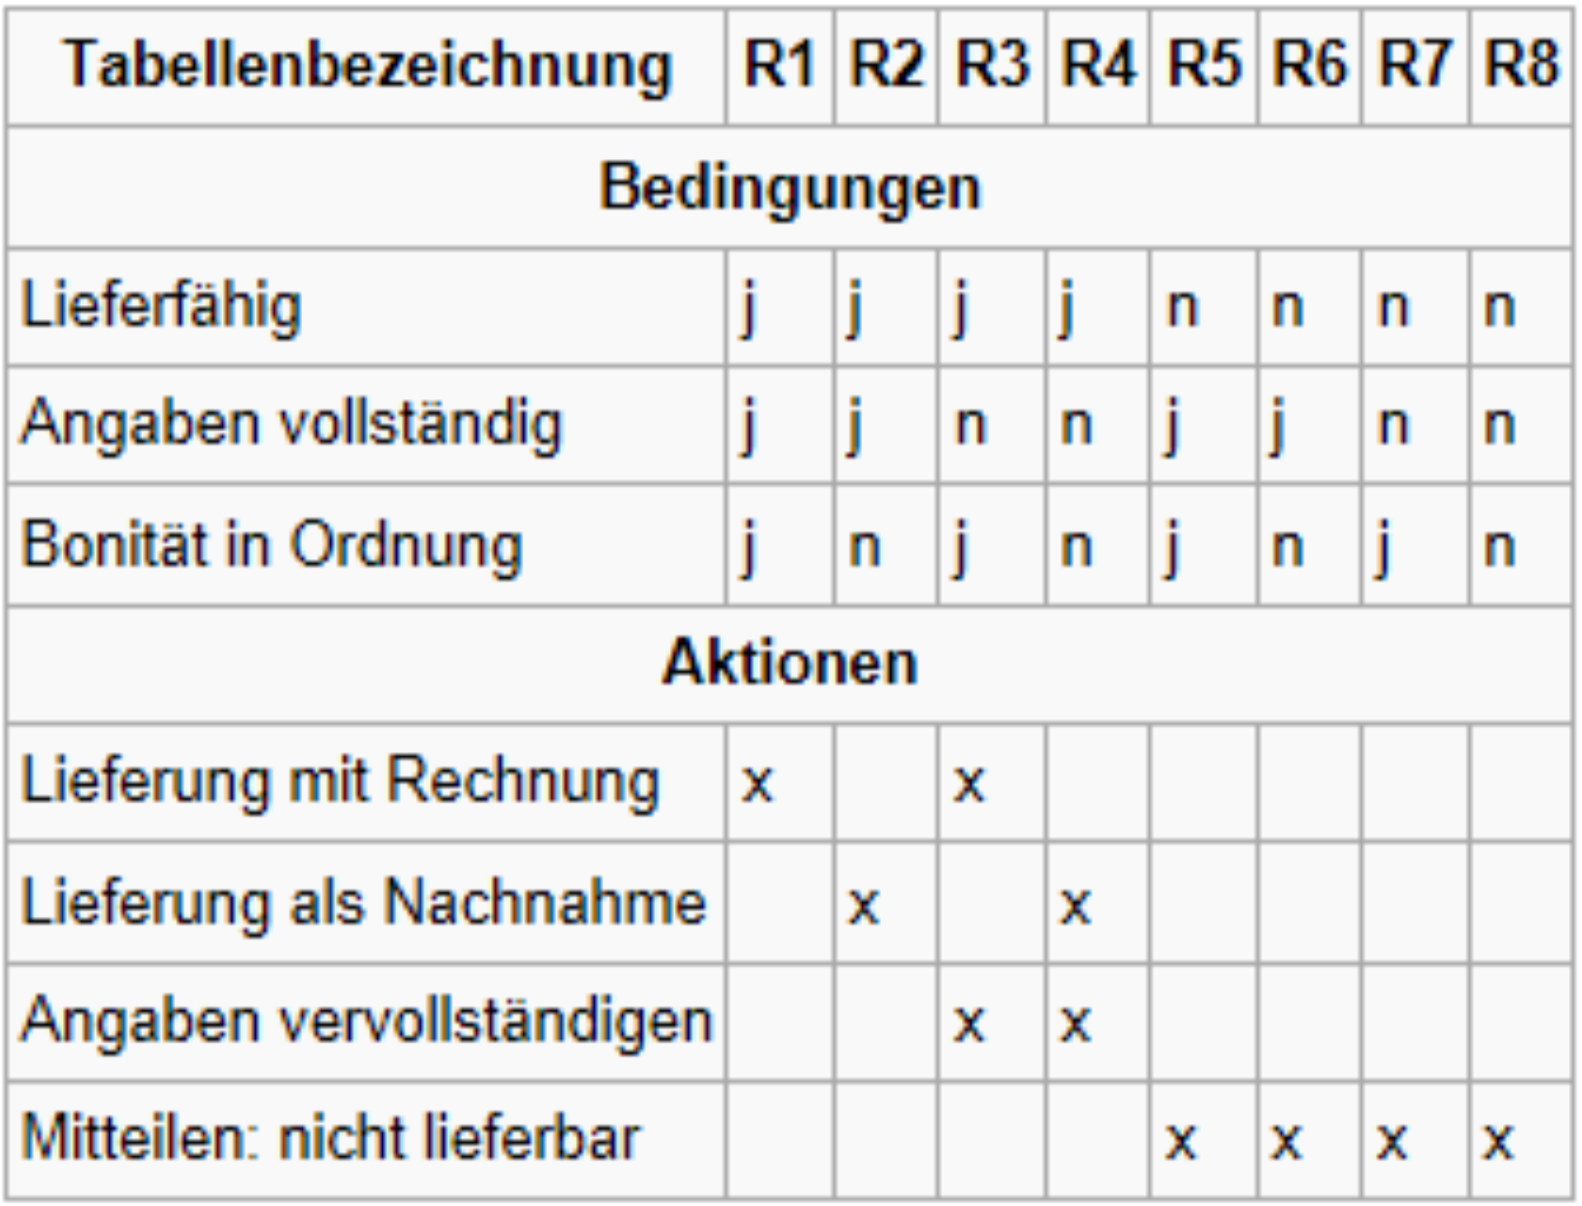 Tabellenbezeichnung R1 R2 R3 R4 R5 R6 R7 R8
Bedingungen
Lieferfähig j j j j n n n n
Angaben vollständig j j n n j j n n
Bonität in Ordnung j n j n j n j n
Aktionen
Lieferung mit Rechnung x x
Lieferung als Nachnahme x x
Angaben vervollständigen x x
Mitteilen: nicht lieferbar x x x x